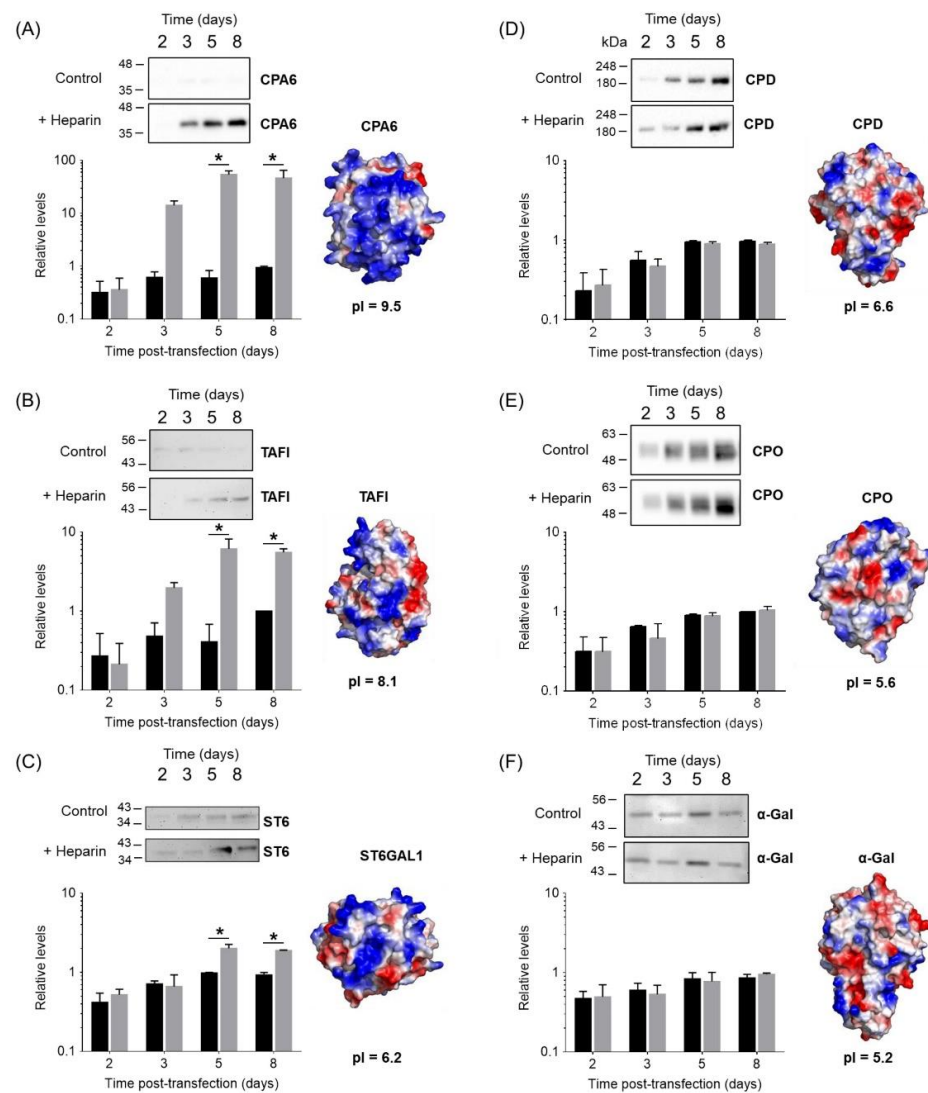 (A)
Time (days)
2 3 5 8
Control
48
35
CPA6
+ Heparin
48
35
CPA6
CPA6
100
10
1
0.1
Relative levels
*
*
2 3 5 8
Time post-transfection (days)
pI = 9.5
(B)
Time (days)
2 3 5 8
Control
56
43
TAFI
+ Heparin
56
43
TAFI
TAFI
10
1
0.1
Relative levels
*
*
2 3 5 8
Time post-transfection (days)
pI = 8.1
(C)
Time (days)
2 3 5 8
Control
43
34
ST6
+ Heparin
43
34
ST6
ST6GAL1
10
1
0.1
Relative levels
*
*
2 3 5 8
Time post-transfection (days)
pI = 6.2
(D)
Time (days)
kDa 2 3 5 8
Control
248
180
CPD
+ Heparin
248
180
CPD
CPD
10
1
0.1
Relative levels
2 3 5 8
Time post-transfection (days)
pI = 6.6
(E)
Time (days)
2 3 5 8
Control
63
48
CPO
+ Heparin
63
48
CPO
CPO
10
1
0.1
Relative levels
2 3 5 8
Time post-transfection (days)
pI = 5.6
(F)
Time (days)
2 3 5 8
Control
56
43
α-Gal
+ Heparin
56
43
α-Gal
α-Gal
10
1
0.1
Relative levels
2 3 5 8
Time post-transfection (days)
pI = 5.2